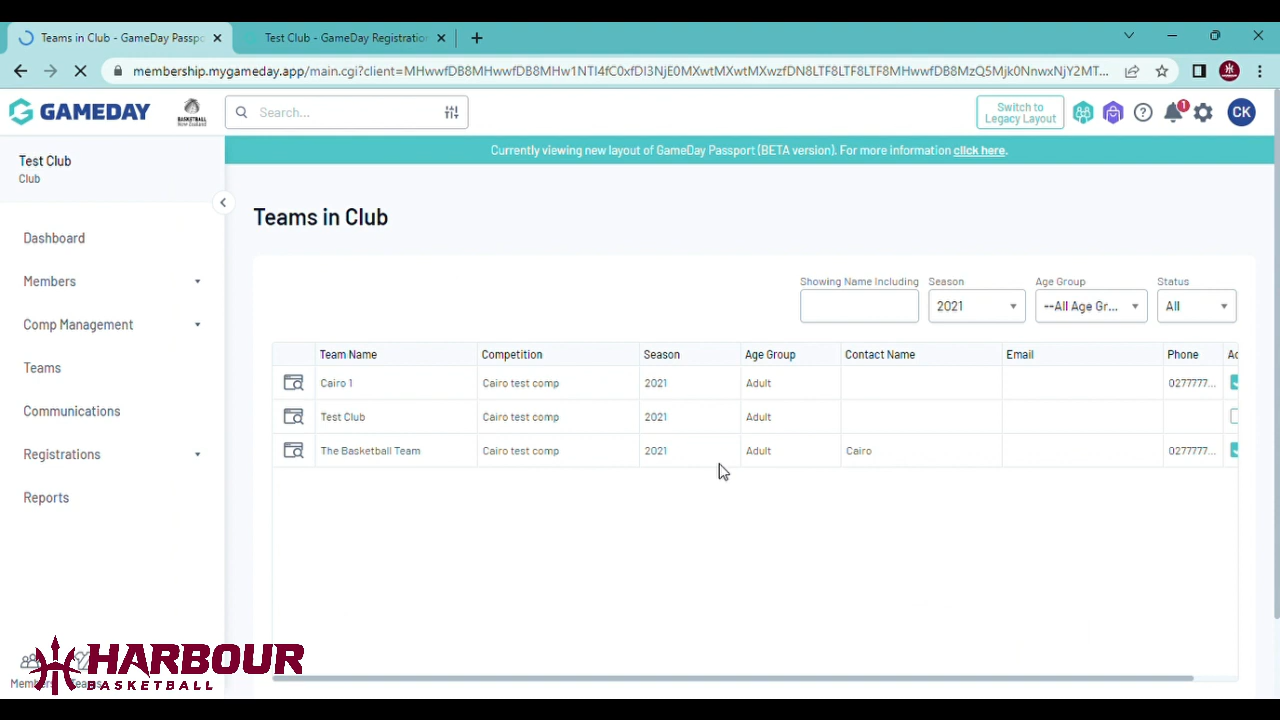 Teams in Club - GameDay Passpo
Test Club - GameDay Registration
membership.mygameday.app/main.cgi?client=MHwwfDB8MHwwfDB8MHw1NTI4fC0xfDI3NjE0MXwtMXwtMXwzfDN8LTF8LTF8LTF8MHwwfDB8MzQ5Mjk0NnwxNjY2MT...
GAMEDAY
BASKETBALL
New Zealand
Search...
Switch to
Legacy Layout
1
CK
Currently viewing new layout of GameDay Passport (BETA version). For more information click here.
Test Club
Club
Teams in Club
Dashboard
Members
Comp Management
Teams
Communications
Registrations
Reports
Showing Name Including Season Age Group Status
2021 --All Age Gr... All
Team Name Competition Season Age Group Contact Name Email Phone Ac
Cairo 1 Cairo test comp 2021 Adult 0277777...
Test Club Cairo test comp 2021 Adult
The Basketball Team Cairo test comp 2021 Adult Cairo 0277777...
HARBOUR
BASKETBALL